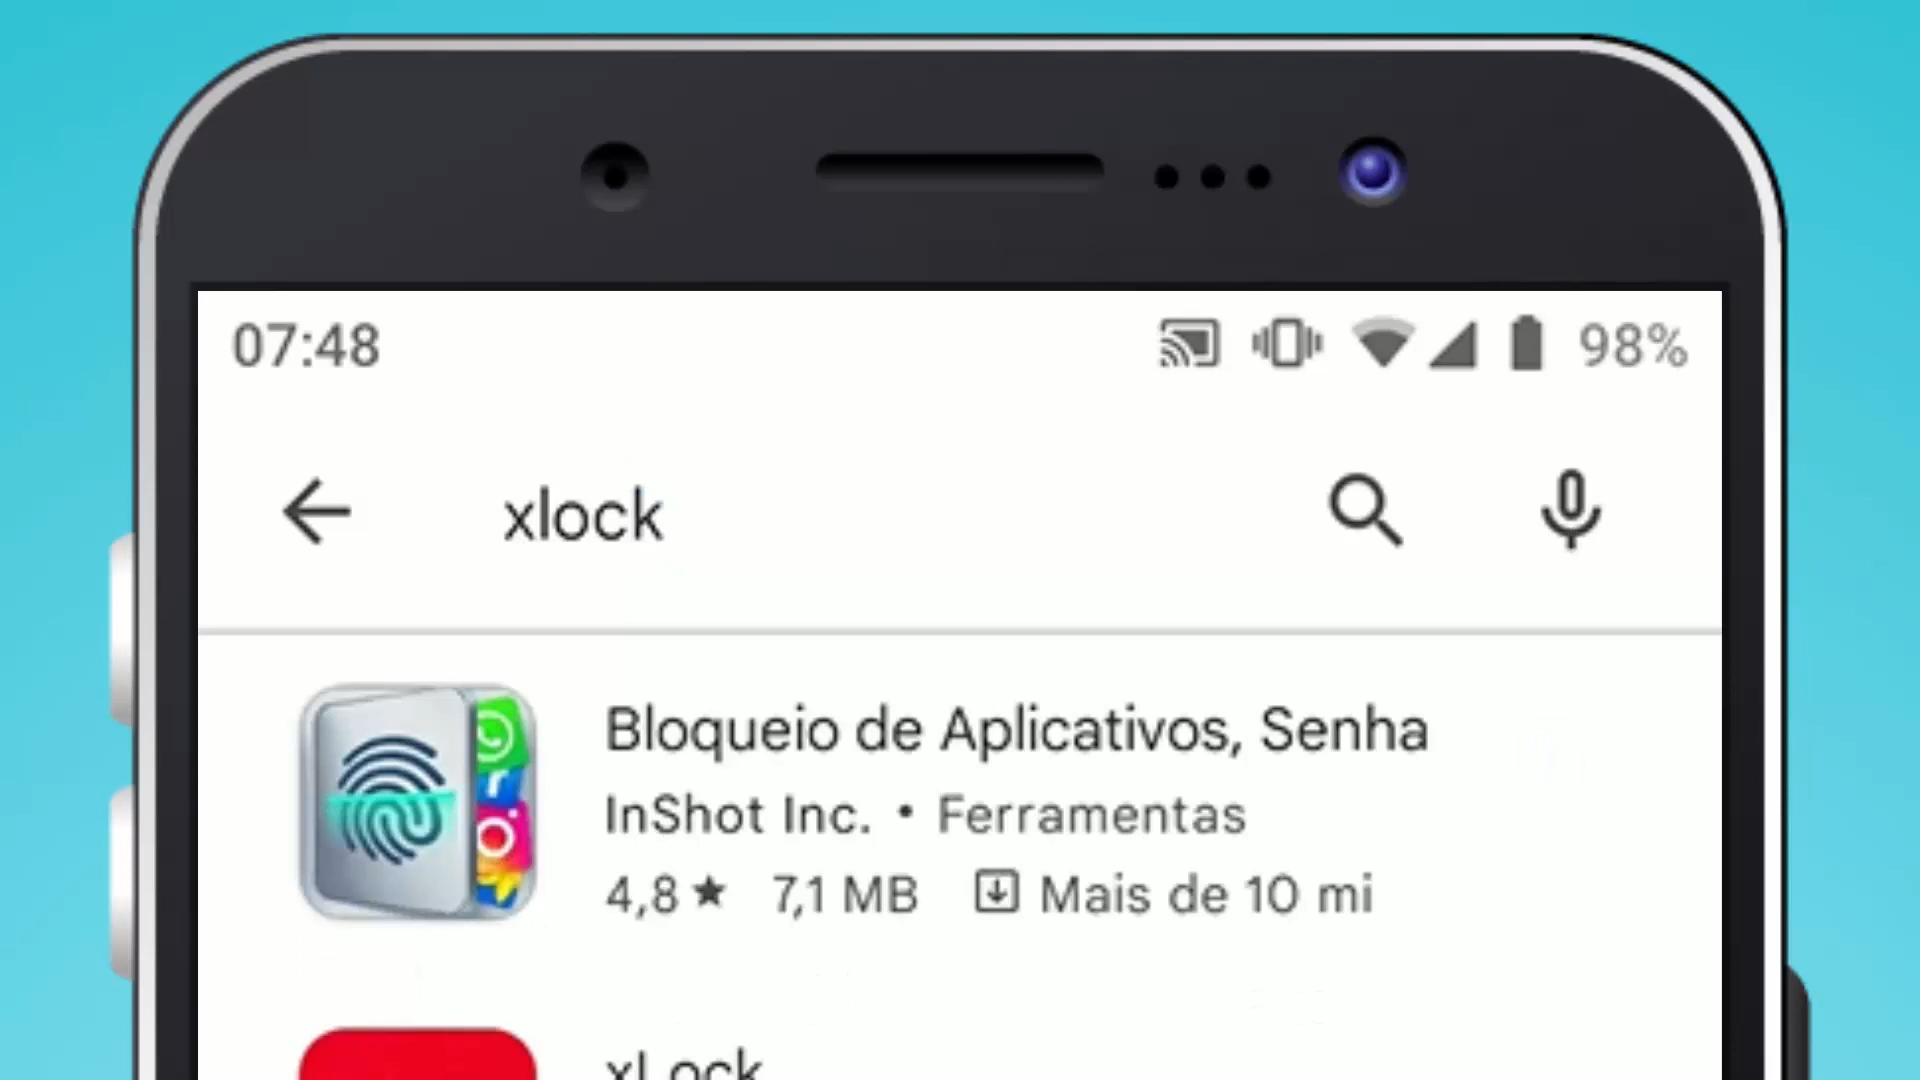 07:48 98%
xlock
Bloqueio de Aplicativos, Senha
InShot Inc. • Ferramentas
4,8★ 7,1 MB Mais de 10 mi
xLock